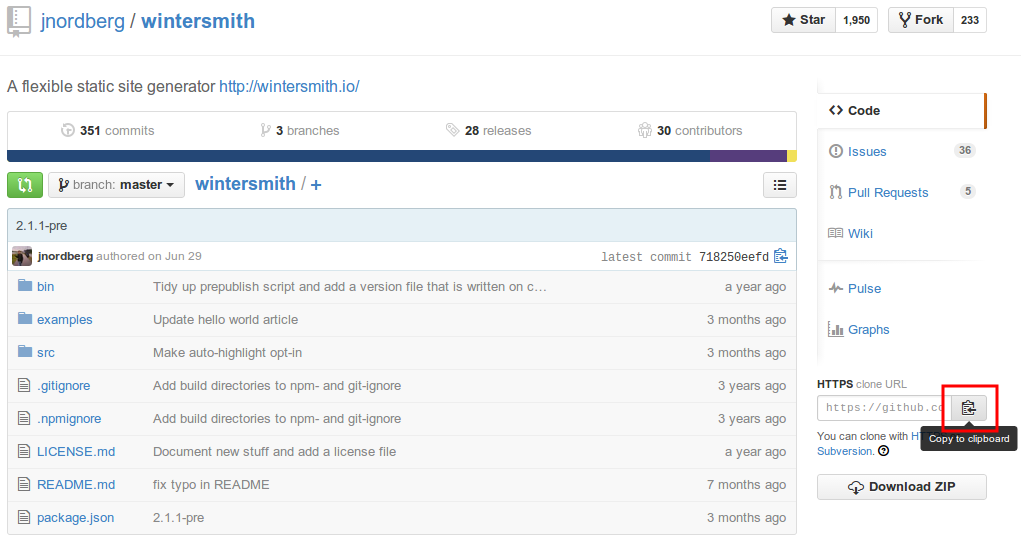 jnordberg / wintersmith
Star 1,950 Fork 233
A flexible static site generator http://wintersmith.io/
351 commits 3 branches 28 releases 30 contributors
branch: master wintersmith / +
2.1.1-pre
jnordberg authored on Jun 29 latest commit 718250eefd
bin Tidy up prepublish script and add a version file that is written on c… a year ago
examples Update hello world article 3 months ago
src Make auto-highlight opt-in 3 months ago
.gitignore Add build directories to npm- and git-ignore 3 years ago
.npmignore Add build directories to npm- and git-ignore 3 years ago
LICENSE.md Document new stuff and add a license file a year ago
README.md fix typo in README 7 months ago
package.json 2.1.1-pre 3 months ago
Code
Issues 36
Pull Requests 5
Wiki
Pulse
Graphs
HTTPS clone URL
https://github.co
You can clone with
Copy to clipboard
Subversion.
Download ZIP